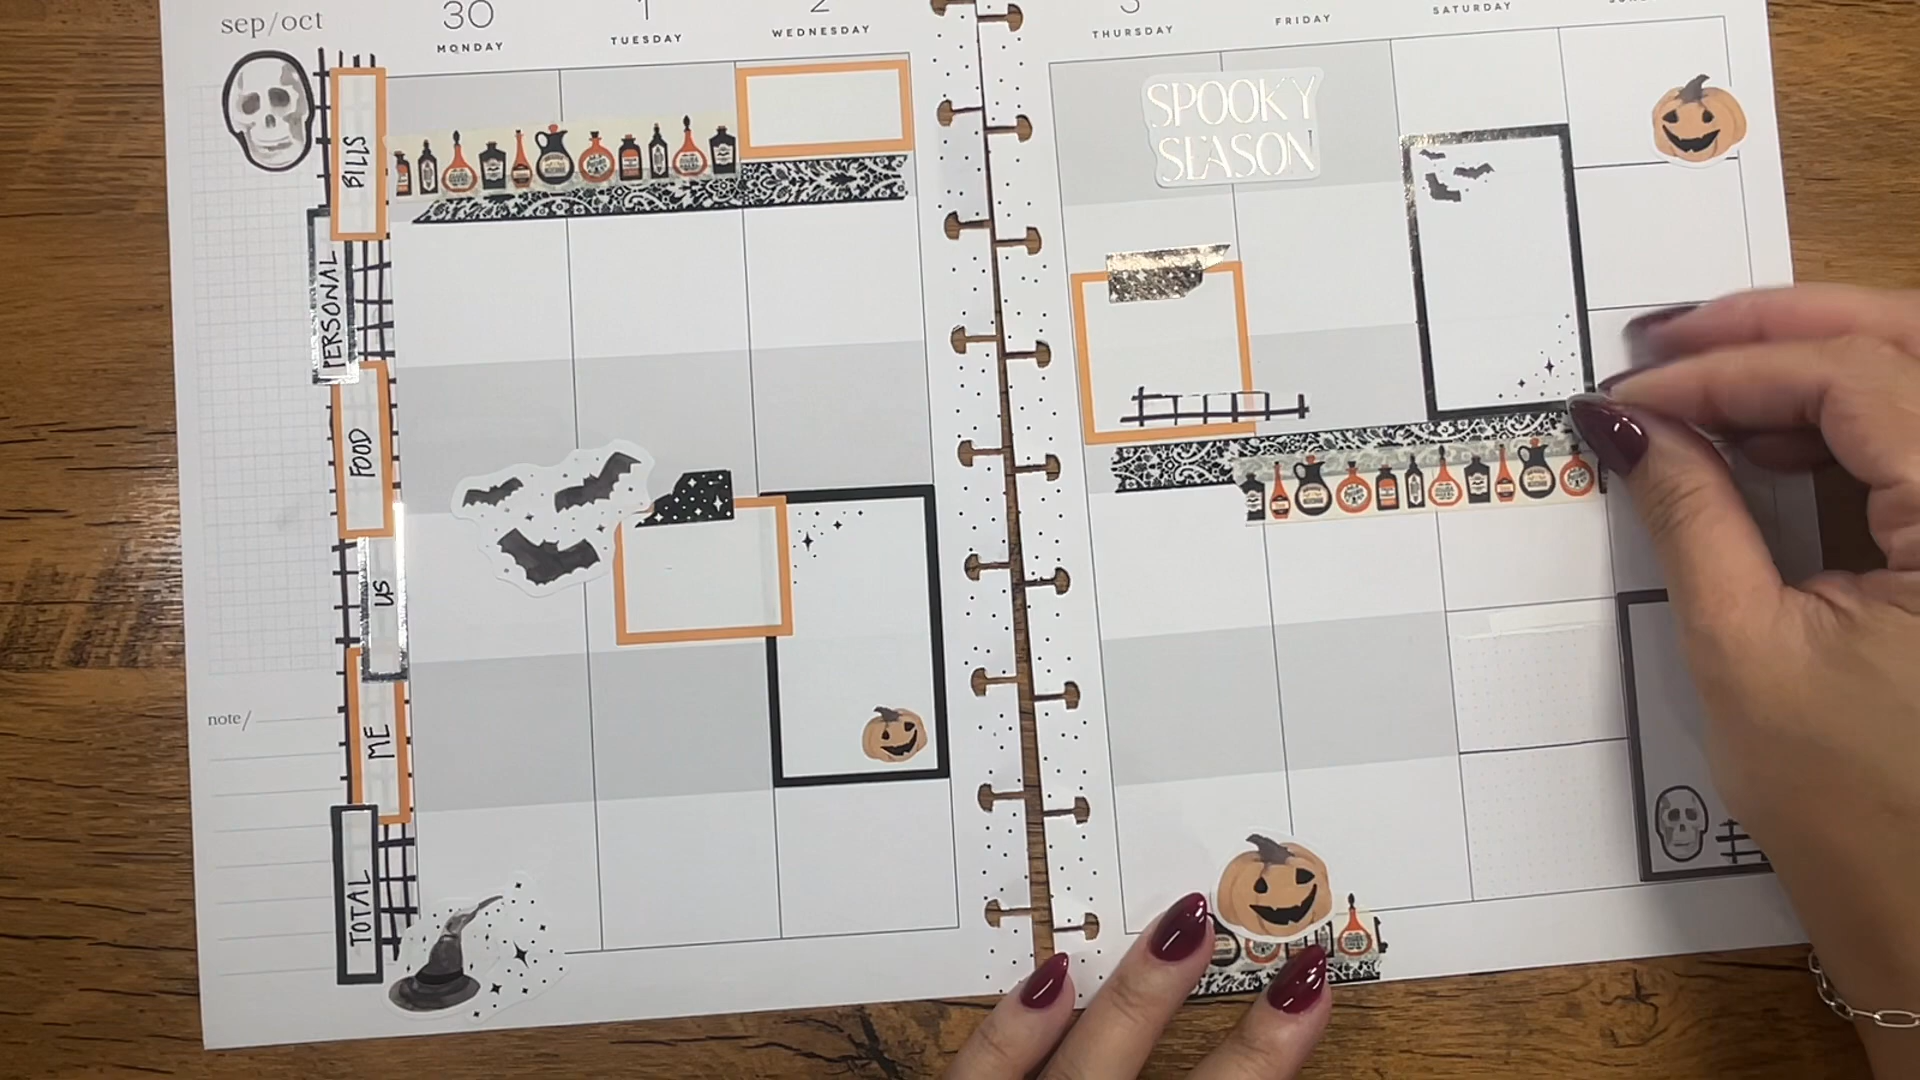 sep/oct
30
MONDAY
1
TUESDAY
2
WEDNESDAY
3
THURSDAY
FRIDAY
SATURDAY
SPOOKY
SEASON
BILLS
PERSONAL
FOOD
US
ME
TOTAL
note/